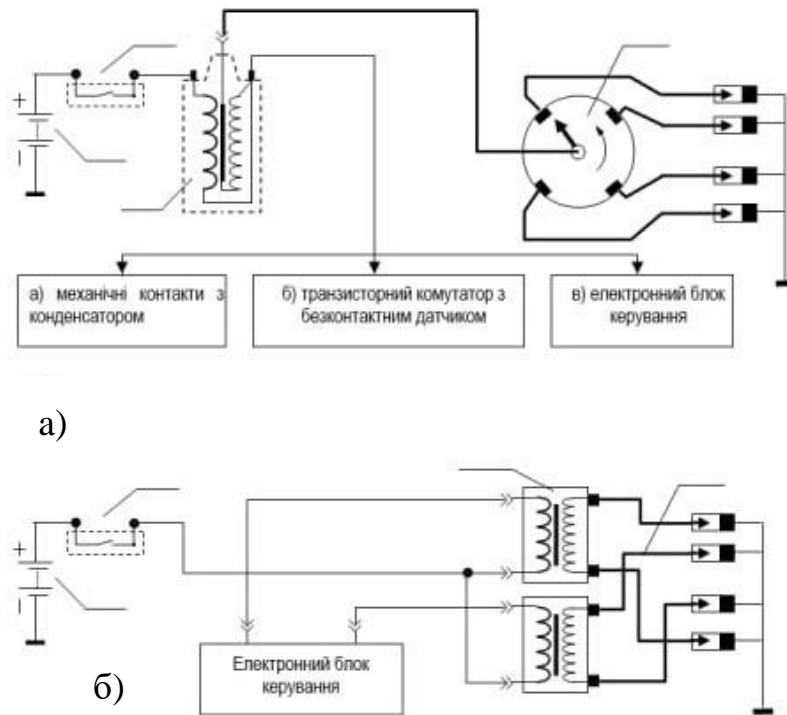 +
а) механічні контакти з
конденсатором
б) транзисторний комутатор з
безконтактним датчиком
в) електронний блок
керування
а)
+
Електронний блок
керування
б)